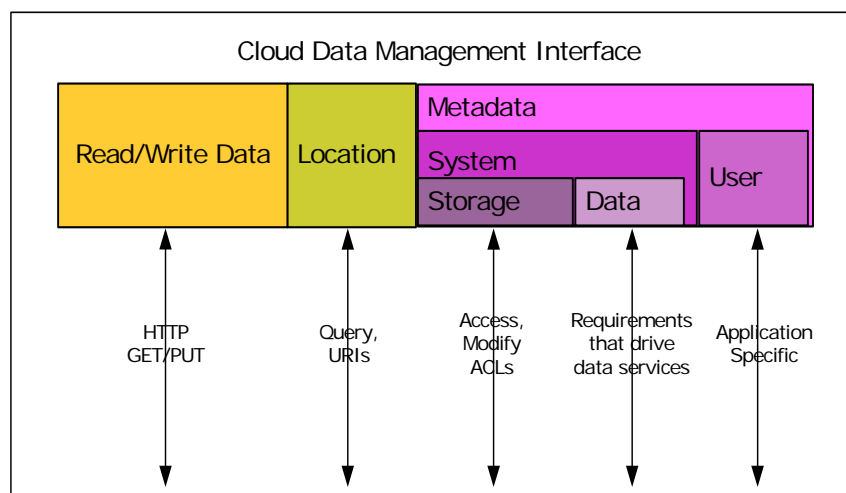 Cloud Data Management Interface
Metadata
Read/Write Data
Location
System
User
Storage
Data
HTTP
GET/PUT
Query,
URIs
Access,
Modify
ACLs
Requirements
that drive
data services
Application
Specific